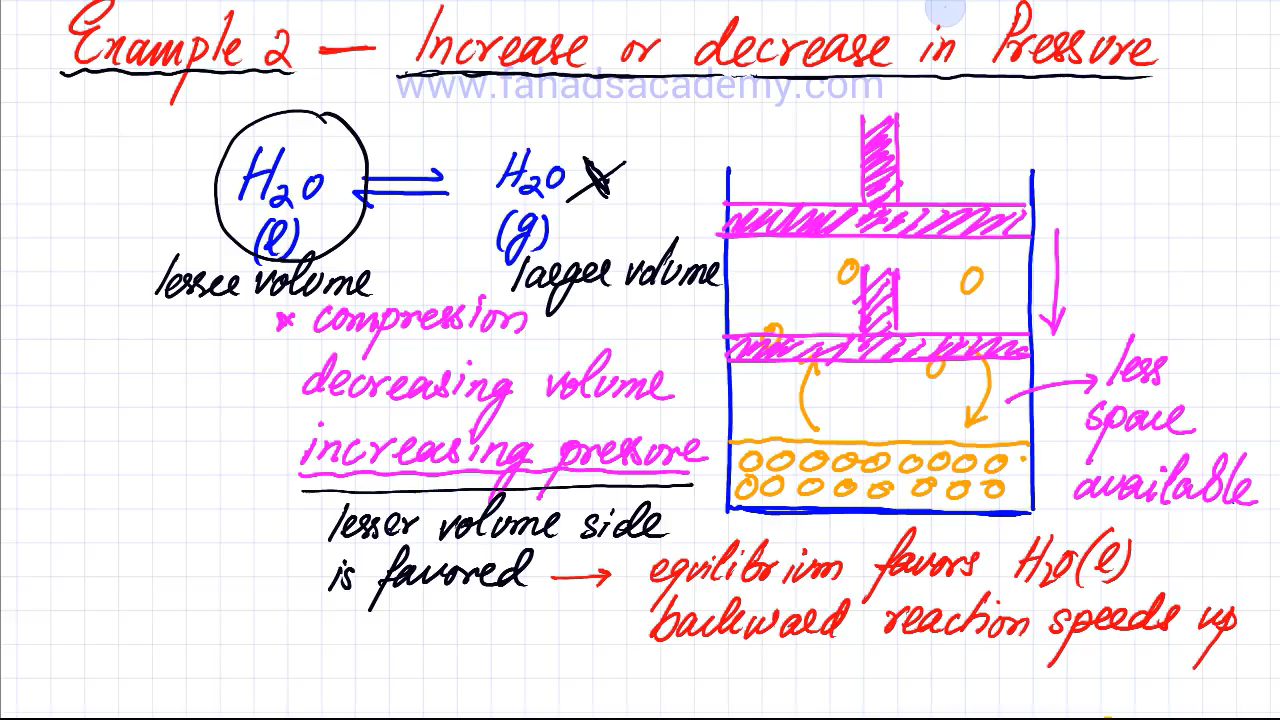 Example 2 — Increase or decrease in Pressure
www.fahadsacademy.com
H₂O ⇌ H₂O
(l) (g)
lesser volume larger volume
* compression
decreasing volume
increasing pressure
less
space
available
lesser volume side
is favored → equilibrium favors H₂O(l)
backward reaction speeds up